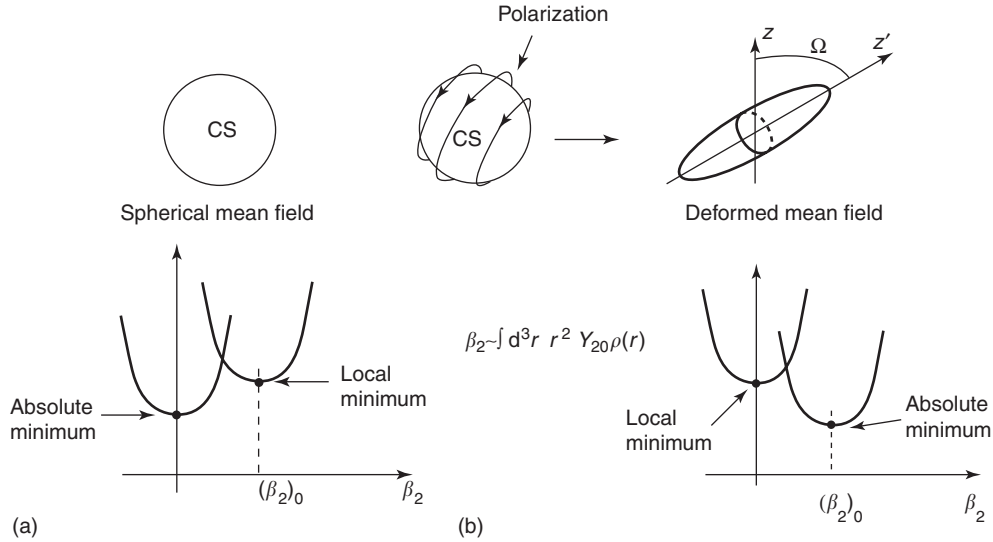 Polarization
z
Ω
z′
CS
CS
Spherical mean field
Deformed mean field
β₂~∫ d³r r² Y₂₀ρ(r)
Absolute
minimum
Local
minimum
Local
minimum
Absolute
minimum
(β₂)₀
β₂
(β₂)₀
β₂
(a)
(b)